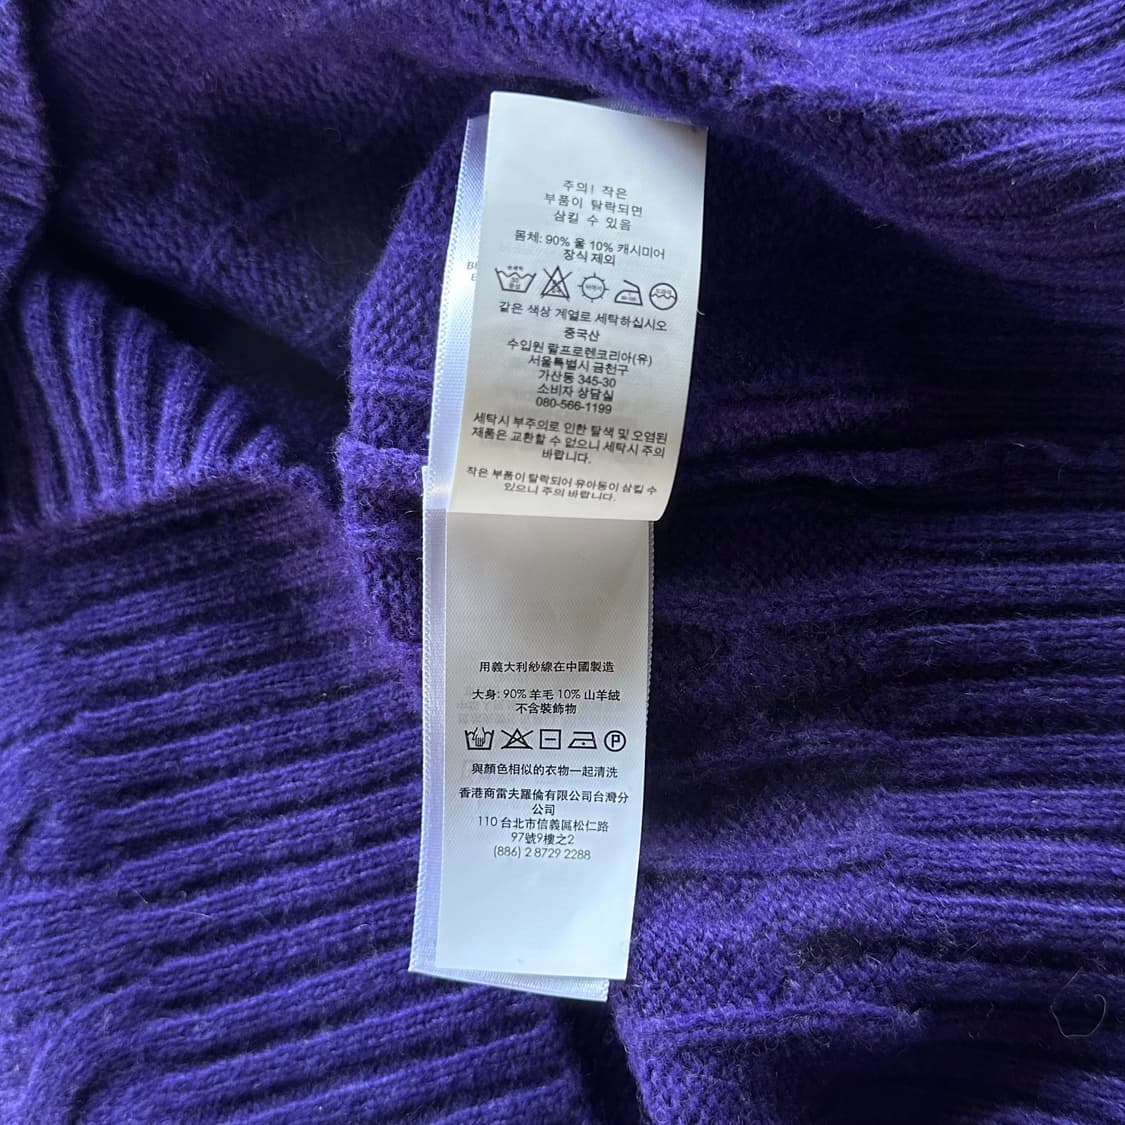 주의! 작은
부품이 탈락되면
삼킬 수 있음
몸체: 90% 울 10% 캐시미어
장식 제외
같은 색상 계열로 세탁하십시오
중국산
수입원 랄프로렌코리아(유)
서울특별시 금천구
가산동 345-30
소비자 상담실
080-566-1199
세탁시 부주의로 인한 탈색 및 오염된
제품은 교환할 수 없으니 세탁시 주의
바랍니다.
작은 부품이 탈락되어 유아동이 삼킬 수
있으니 주의 바랍니다.
用義大利紗線在中國製造
大身: 90% 羊毛 10% 山羊絨
不含裝飾物
P
與顏色相似的衣物一起清洗
香港商雷夫羅倫有限公司台灣分
公司
110 台北市信義區松仁路
97號9樓之2
(886) 2 8729 2288